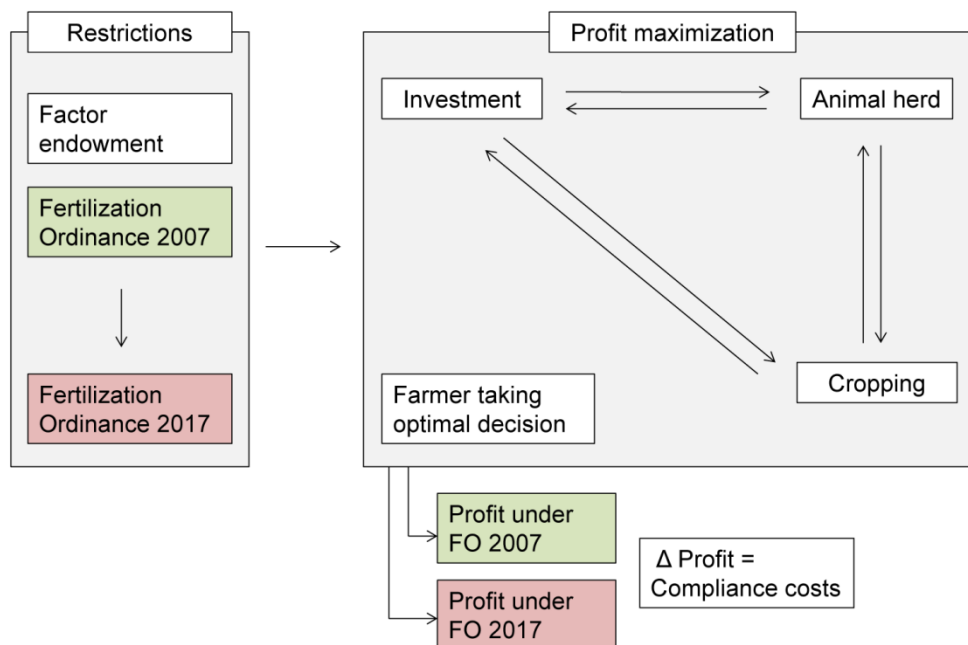 Restrictions
Factor
endowment
Fertilization
Ordinance 2007
Fertilization
Ordinance 2017
Profit maximization
Investment
Animal herd
Cropping
Farmer taking
optimal decision
Profit under
FO 2007
Profit under
FO 2017
Δ Profit =
Compliance costs